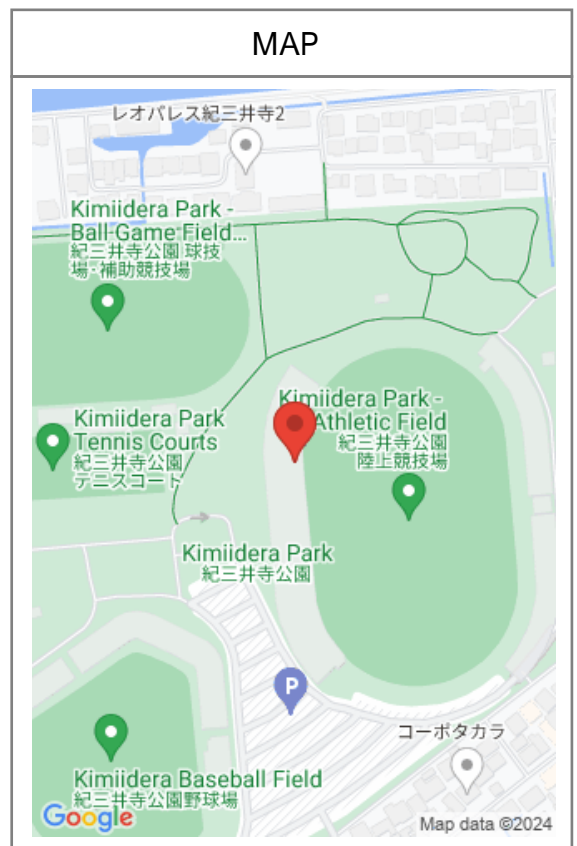 MAP
レオパレス紀三井寺2
Kimiidera Park -
Ball-Game Field...
紀三井寺公園 球技
場・補助競技場
Kimiidera Park -
Athletic Field
紀三井寺公園
陸上競技場
Kimiidera Park
Tennis Courts
紀三井寺公園
テニスコート
Kimiidera Park
紀三井寺公園
P
コーポタカラ
Kimiidera Baseball Field
紀三井寺公園野球場
Google
Map data ©2024